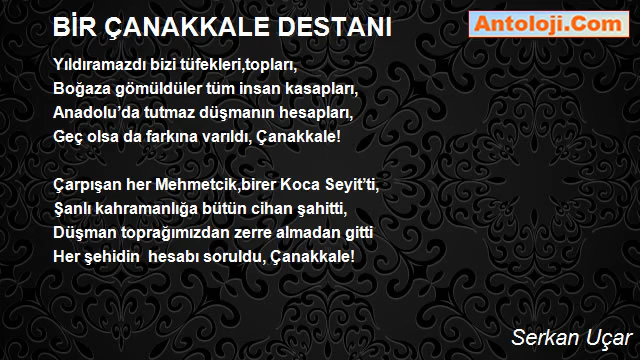 BİR ÇANAKKALE DESTANI
Antoloji.Com
Yıldıramazdı bizi tüfekleri,topları,
Boğaza gömüldüler tüm insan kasapları,
Anadolu’da tutmaz düşmanın hesapları,
Geç olsa da farkına varıldı, Çanakkale!

Çarpışan her Mehmetcik,birer Koca Seyit’ti,
Şanlı kahramanlığa bütün cihan şahitti,
Düşman toprağımızdan zerre almadan gitti
Her şehidin  hesabı soruldu, Çanakkale!
Serkan Uçar